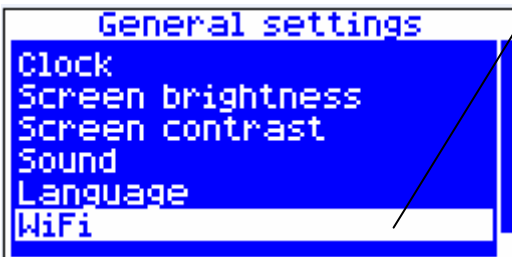 General settings
Clock
Screen brightness
Screen contrast
Sound
Language
WiFi